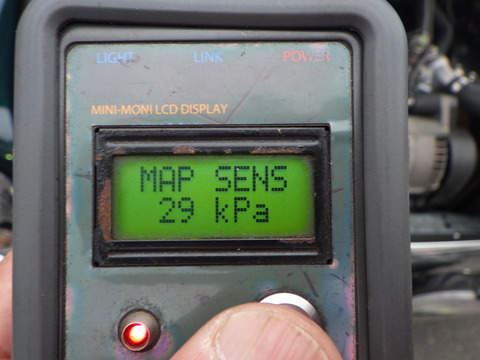 LIGHT LINK POWER
MINI-MONI LCD DISPLAY
MAP SENS
29 kPa